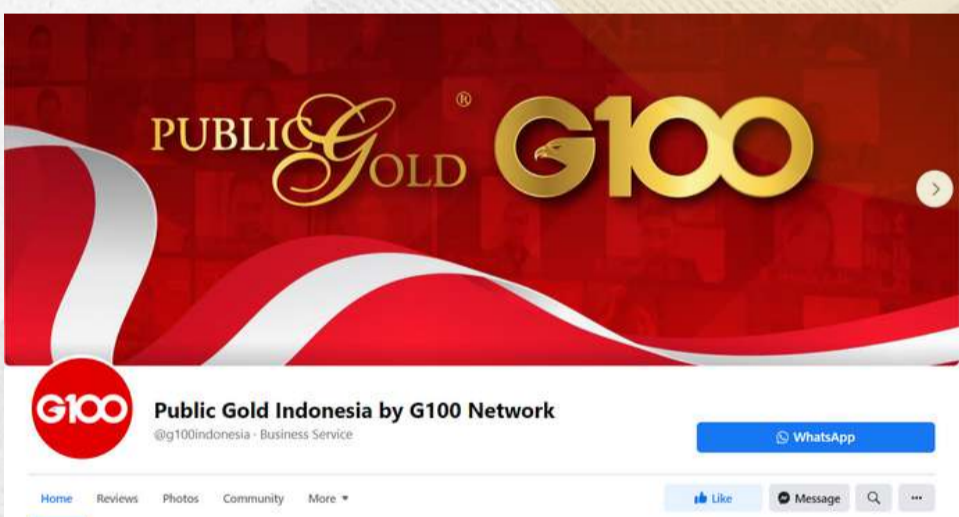 PUBLIC GOLD ® G100
G100
Public Gold Indonesia by G100 Network
@g100indonesia · Business Service
WhatsApp
Home Reviews Photos Community More
Like Message